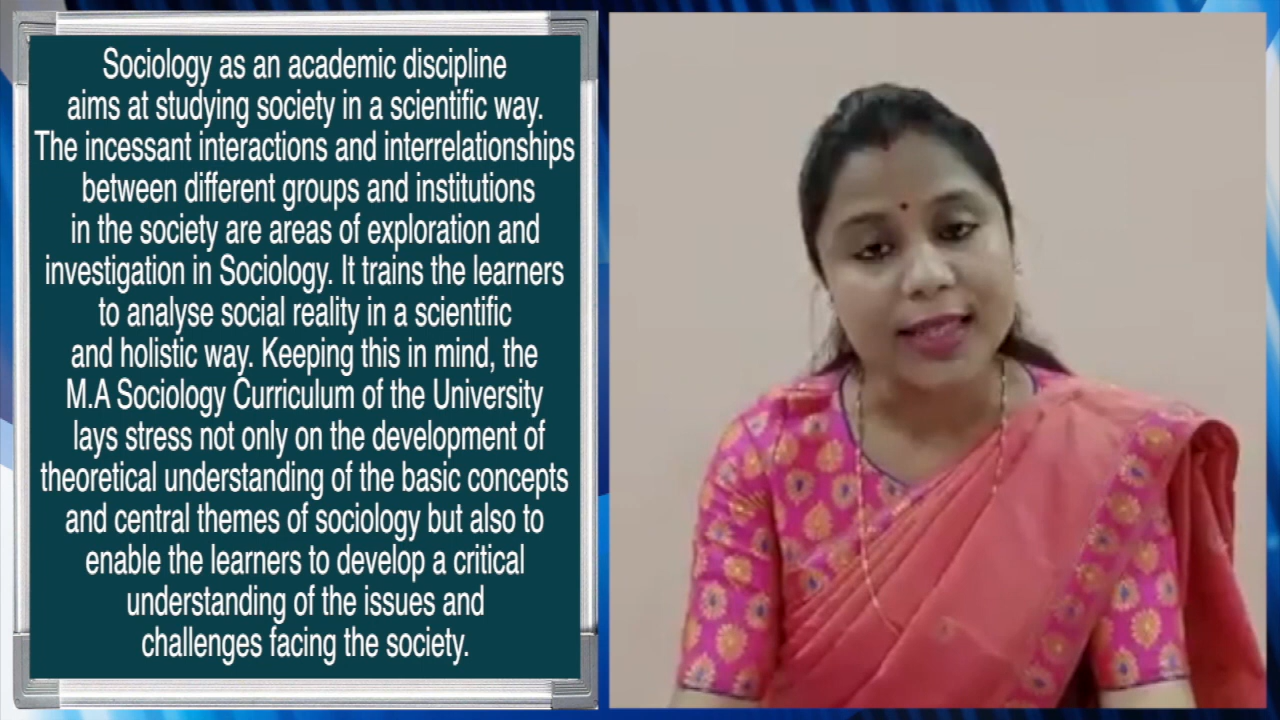 Sociology as an academic discipline
aims at studying society in a scientific way.
The incessant interactions and interrelationships
between different groups and institutions
in the society are areas of exploration and
investigation in Sociology. It trains the learners
to analyse social reality in a scientific
and holistic way. Keeping this in mind, the
M.A Sociology Curriculum of the University
lays stress not only on the development of
theoretical understanding of the basic concepts
and central themes of sociology but also to
enable the learners to develop a critical
understanding of the issues and
challenges facing the society.